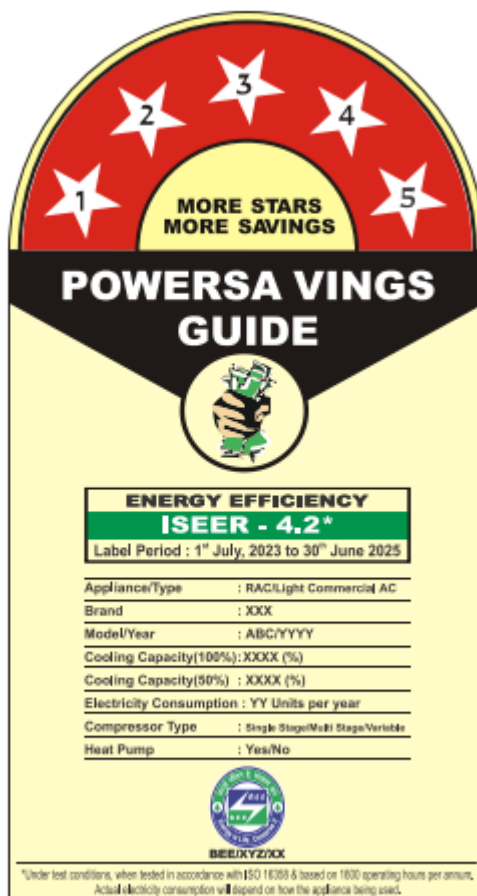 1
2
3
4
5
MORE STARS
MORE SAVINGS
POWERSA VINGS
GUIDE
ENERGY EFFICIENCY
ISEER - 4.2*
Label Period : 1st July, 2023 to 30th June 2025
Appliance/Type : RAC/Light Commercial AC
Brand : XXX
Model/Year : ABC/YYYY
Cooling Capacity(100%): XXXX (%)
Cooling Capacity(50%) : XXXX (%)
Electricity Consumption : YY Units per year
Compressor Type : Single Stage/Multi Stage/Variable
Heat Pump : Yes/No
BEE
BEE
BEE/XYZ/XX
*Under test conditions, when tested in accordance with ISO 16358 & based on 1600 operating hours per annum,
Actual electricity consumption will depend on how the appliance being used.